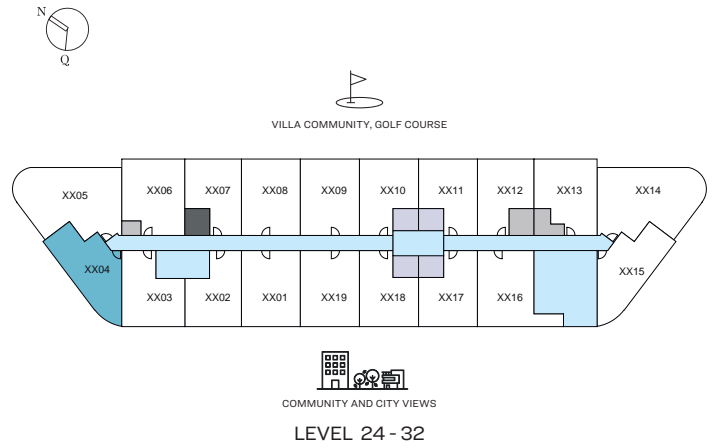 N
Q
VILLA COMMUNITY, GOLF COURSE
XX05
XX06
XX07
XX08
XX09
XX10
XX11
XX12
XX13
XX14
XX04
XX03
XX02
XX01
XX19
XX18
XX17
XX16
XX15
COMMUNITY AND CITY VIEWS
LEVEL 24 - 32